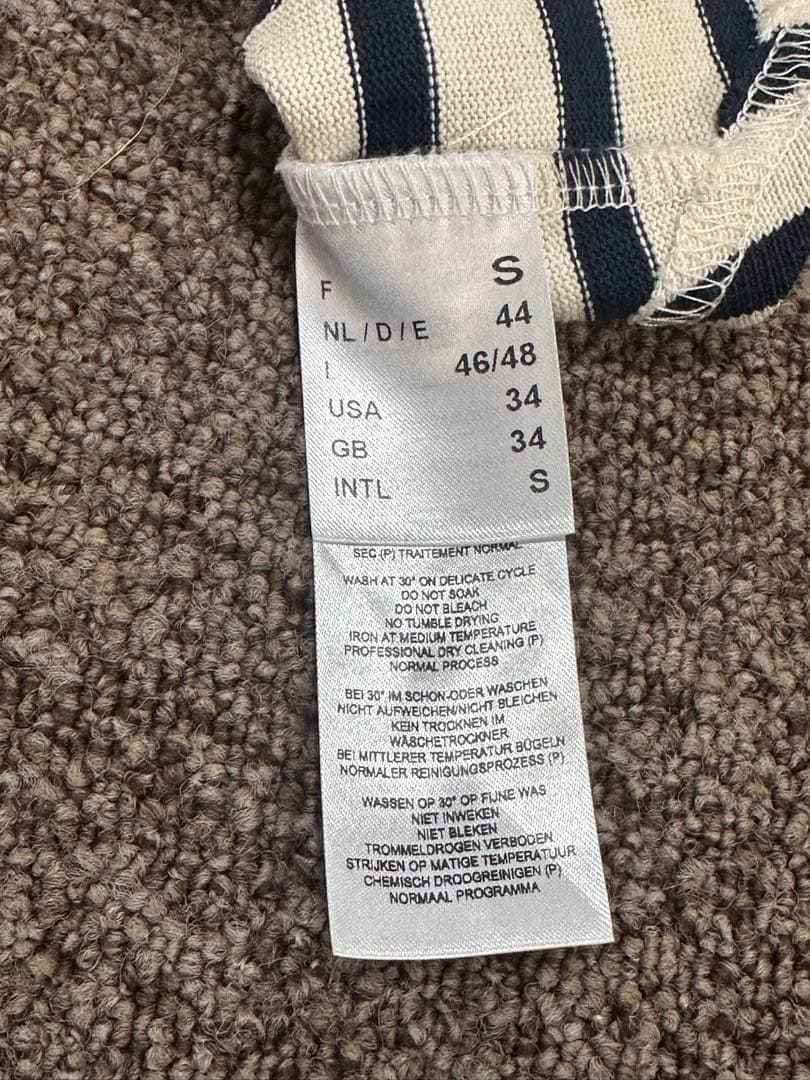 F S
NL/D/E 44
I 46/48
USA 34
GB 34
INTL S
SEC (P) TRAITEMENT NORMAL
WASH AT 30° ON DELICATE CYCLE
DO NOT SOAK
DO NOT BLEACH
NO TUMBLE DRYING
IRON AT MEDIUM TEMPERATURE
PROFESSIONAL DRY CLEANING (P)
NORMAL PROCESS
BEI 30° IM SCHON-ODER WASCHEN
NICHT AUFWEICHEN/NICHT BLEICHEN
KEIN TROCKNEN IM
WÄSCHETROCKNER
BEI MITTLERER TEMPERATUR BÜGELN
NORMALER REINIGUNGSPROZESS (P)
WASSEN OP 30° OP FIJNE WAS
NIET INWEKEN
NIET BLEKEN
TROMMELDROGEN VERBODEN
STRIJKEN OP MATIGE TEMPERATUUR
CHEMISCH DROOGREINIGEN (P)
NORMAAL PROGRAMMA